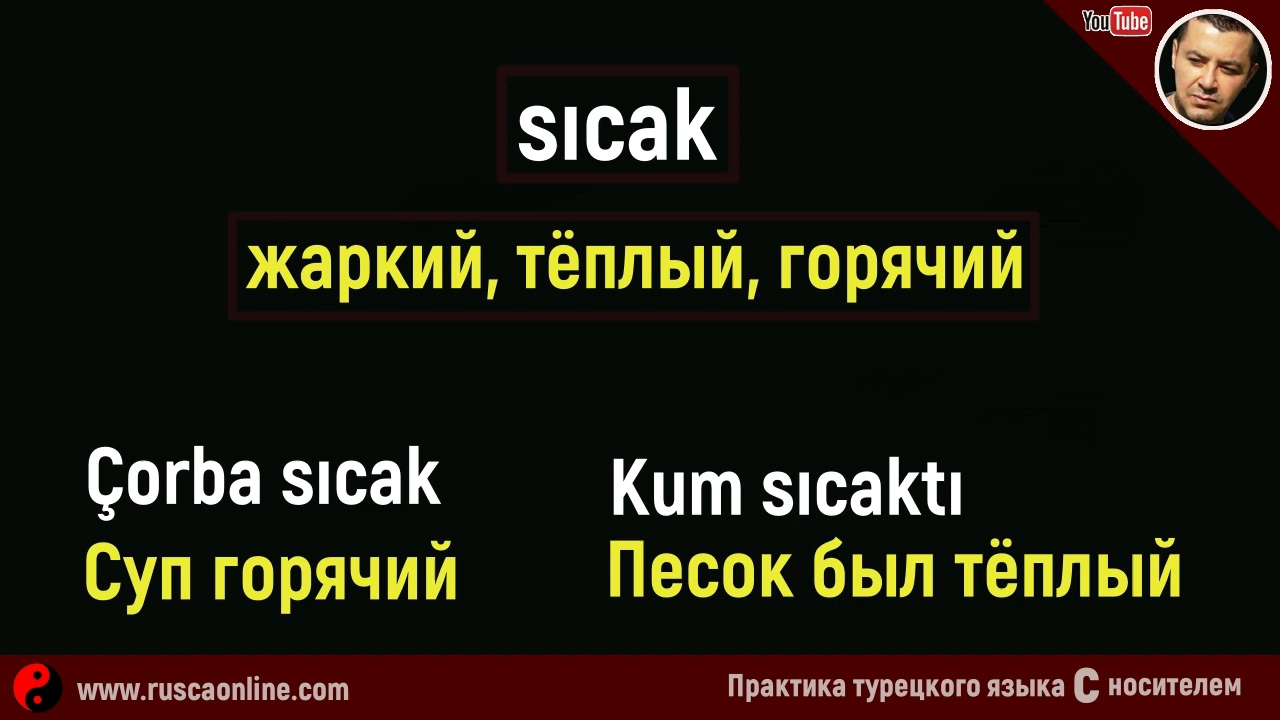 YouTube
sıcak
жаркий, тёплый, горячий
Çorba sıcak
Суп горячий
Kum sıcaktı
Песок был тёплый
www.ruscaonline.com
Практика турецкого языка С носителем